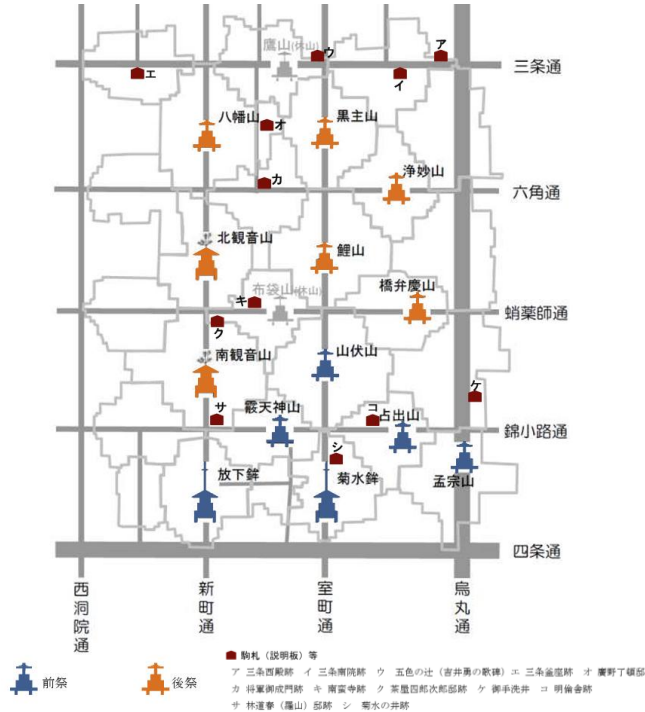 鷹山(休山)
ウ
ア
三条通
エ
イ
八幡山
オ
黒主山
浄妙山
カ
六角通
北観音山
鯉山
布袋山(休山)
橋弁慶山
キ
蛸薬師通
ク
南観音山
山伏山
ケ
サ
霰天神山
コ
占出山
錦小路通
シ
放下鉾
菊水鉾
孟宗山
四条通
西洞院通
新町通
室町通
烏丸通
前祭
後祭
駒札(説明板)等
ア 三条西殿跡 イ 三条南院跡 ウ 五色の辻(吉井勇の歌碑)エ 三条釜座跡 オ 廣野了頓邸
カ 将軍御成門跡 キ 南蛮寺跡 ク 茶屋四郎次郎邸跡 ケ 御手洗井 コ 明倫舎跡
サ 林道春(羅山)邸跡 シ 菊水の井跡